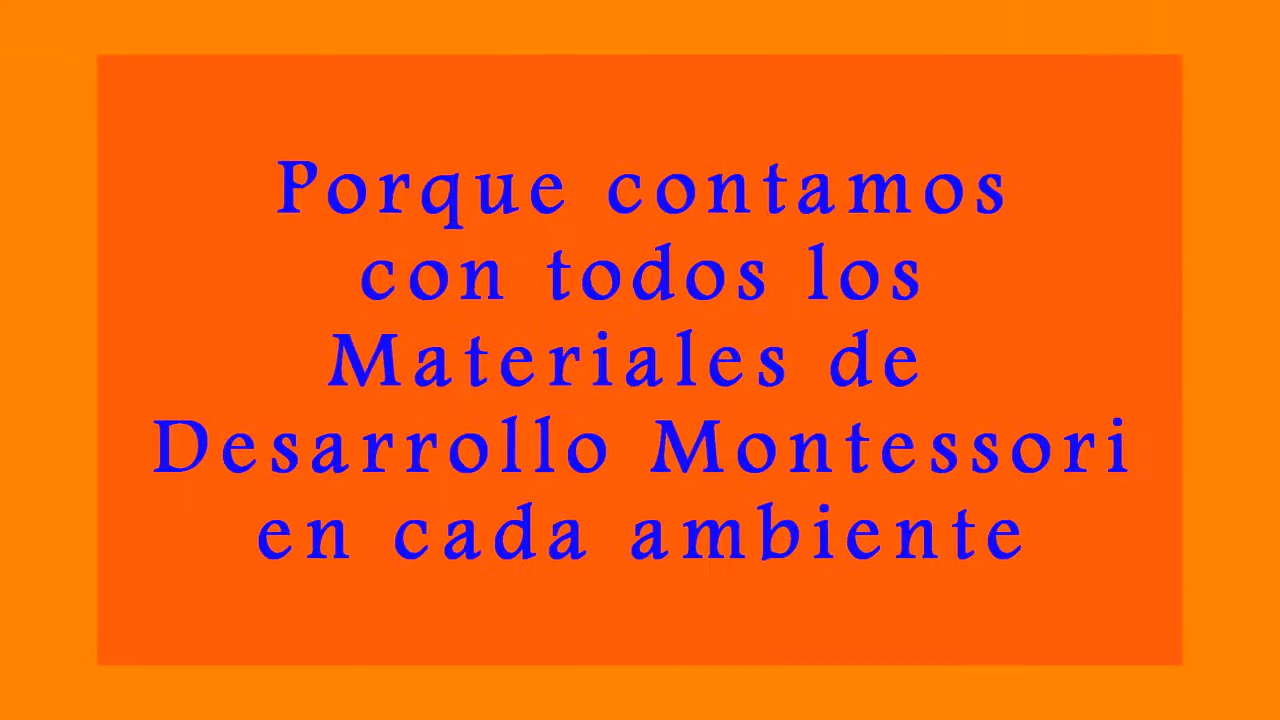 Porque contamos
con todos los
Materiales de
Desarrollo Montessori
en cada ambiente